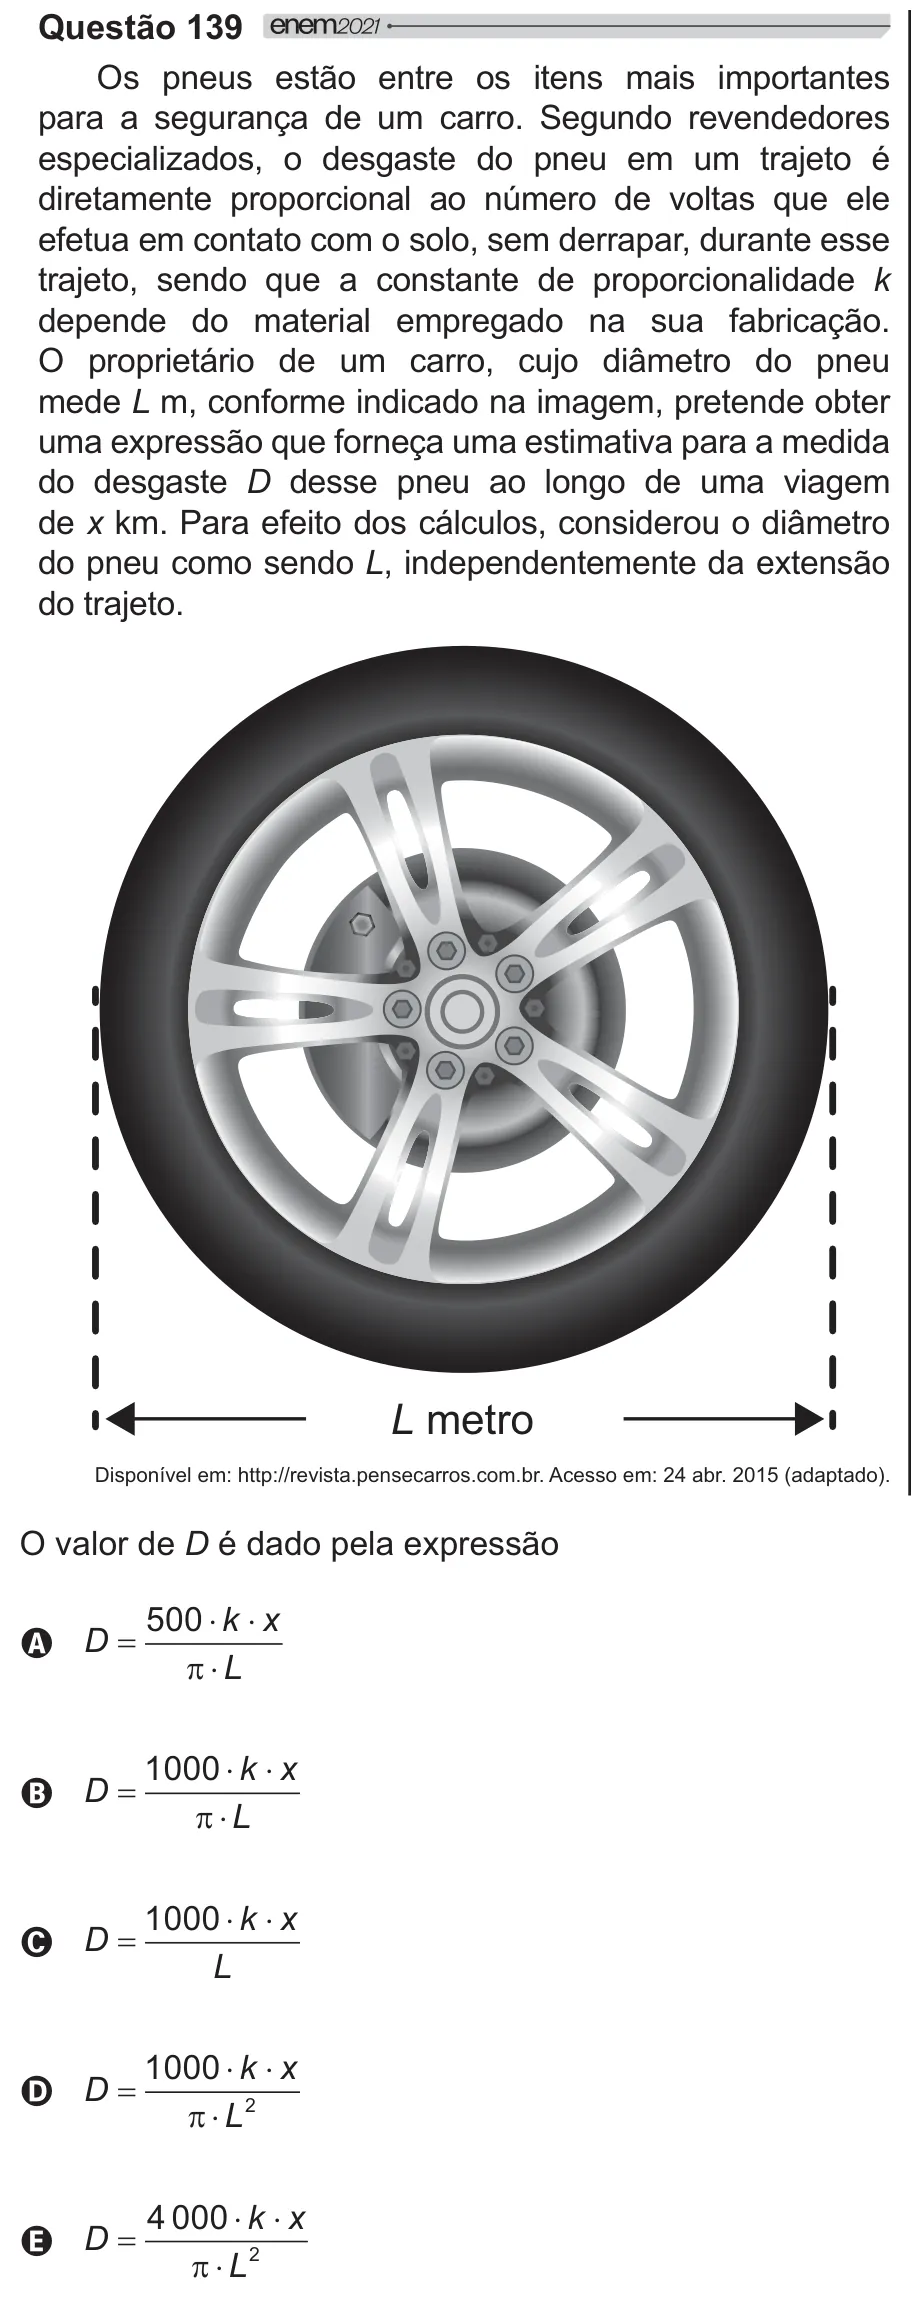 Questão 139 enem2021
Os pneus estão entre os itens mais importantes
para a segurança de um carro. Segundo revendedores
especializados, o desgaste do pneu em um trajeto é
diretamente proporcional ao número de voltas que ele
efetua em contato com o solo, sem derrapar, durante esse
trajeto, sendo que a constante de proporcionalidade k
depende do material empregado na sua fabricação.
O proprietário de um carro, cujo diâmetro do pneu
mede L m, conforme indicado na imagem, pretende obter
uma expressão que forneça uma estimativa para a medida
do desgaste D desse pneu ao longo de uma viagem
de x km. Para efeito dos cálculos, considerou o diâmetro
do pneu como sendo L, independentemente da extensão
do trajeto.
L metro
Disponível em: http://revista.pensecarros.com.br. Acesso em: 24 abr. 2015 (adaptado).
O valor de D é dado pela expressão
A D = 500 · k · x / π · L
B D = 1000 · k · x / π · L
C D = 1000 · k · x / L
D D = 1000 · k · x / π · L²
E D = 4 000 · k · x / π · L²